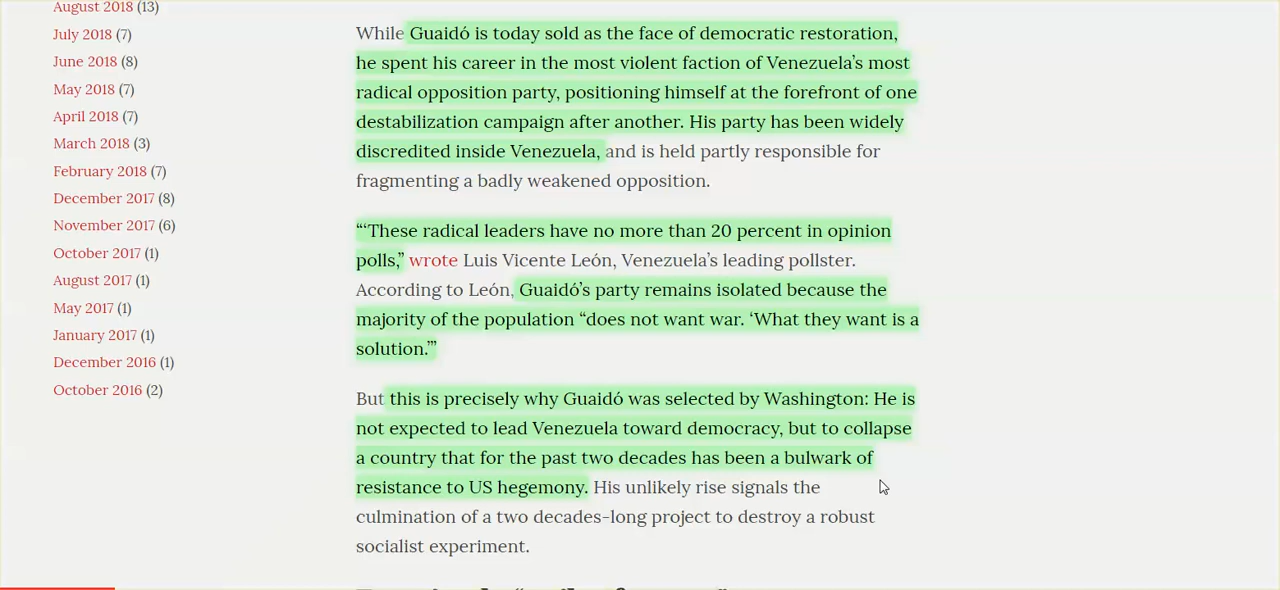 August 2018 (13)
July 2018 (7)
June 2018 (8)
May 2018 (7)
April 2018 (7)
March 2018 (3)
February 2018 (7)
December 2017 (8)
November 2017 (6)
October 2017 (1)
August 2017 (1)
May 2017 (1)
January 2017 (1)
December 2016 (1)
October 2016 (2)
While Guaidó is today sold as the face of democratic restoration,
he spent his career in the most violent faction of Venezuela’s most
radical opposition party, positioning himself at the forefront of one
destabilization campaign after another. His party has been widely
discredited inside Venezuela, and is held partly responsible for
fragmenting a badly weakened opposition.
“‘These radical leaders have no more than 20 percent in opinion
polls,” wrote Luis Vicente León, Venezuela’s leading pollster.
According to León, Guaidó’s party remains isolated because the
majority of the population “does not want war. ‘What they want is a
solution.’”
But this is precisely why Guaidó was selected by Washington: He is
not expected to lead Venezuela toward democracy, but to collapse
a country that for the past two decades has been a bulwark of
resistance to US hegemony. His unlikely rise signals the
culmination of a two decades-long project to destroy a robust
socialist experiment.